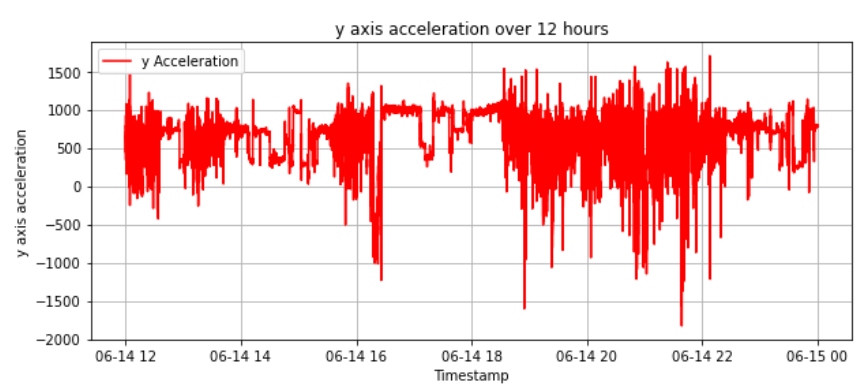 y axis acceleration over 12 hours
y Acceleration
y axis acceleration
1500
1000
500
0
−500
−1000
−1500
−2000
06-14 12 06-14 14 06-14 16 06-14 18 06-14 20 06-14 22 06-15 00
Timestamp